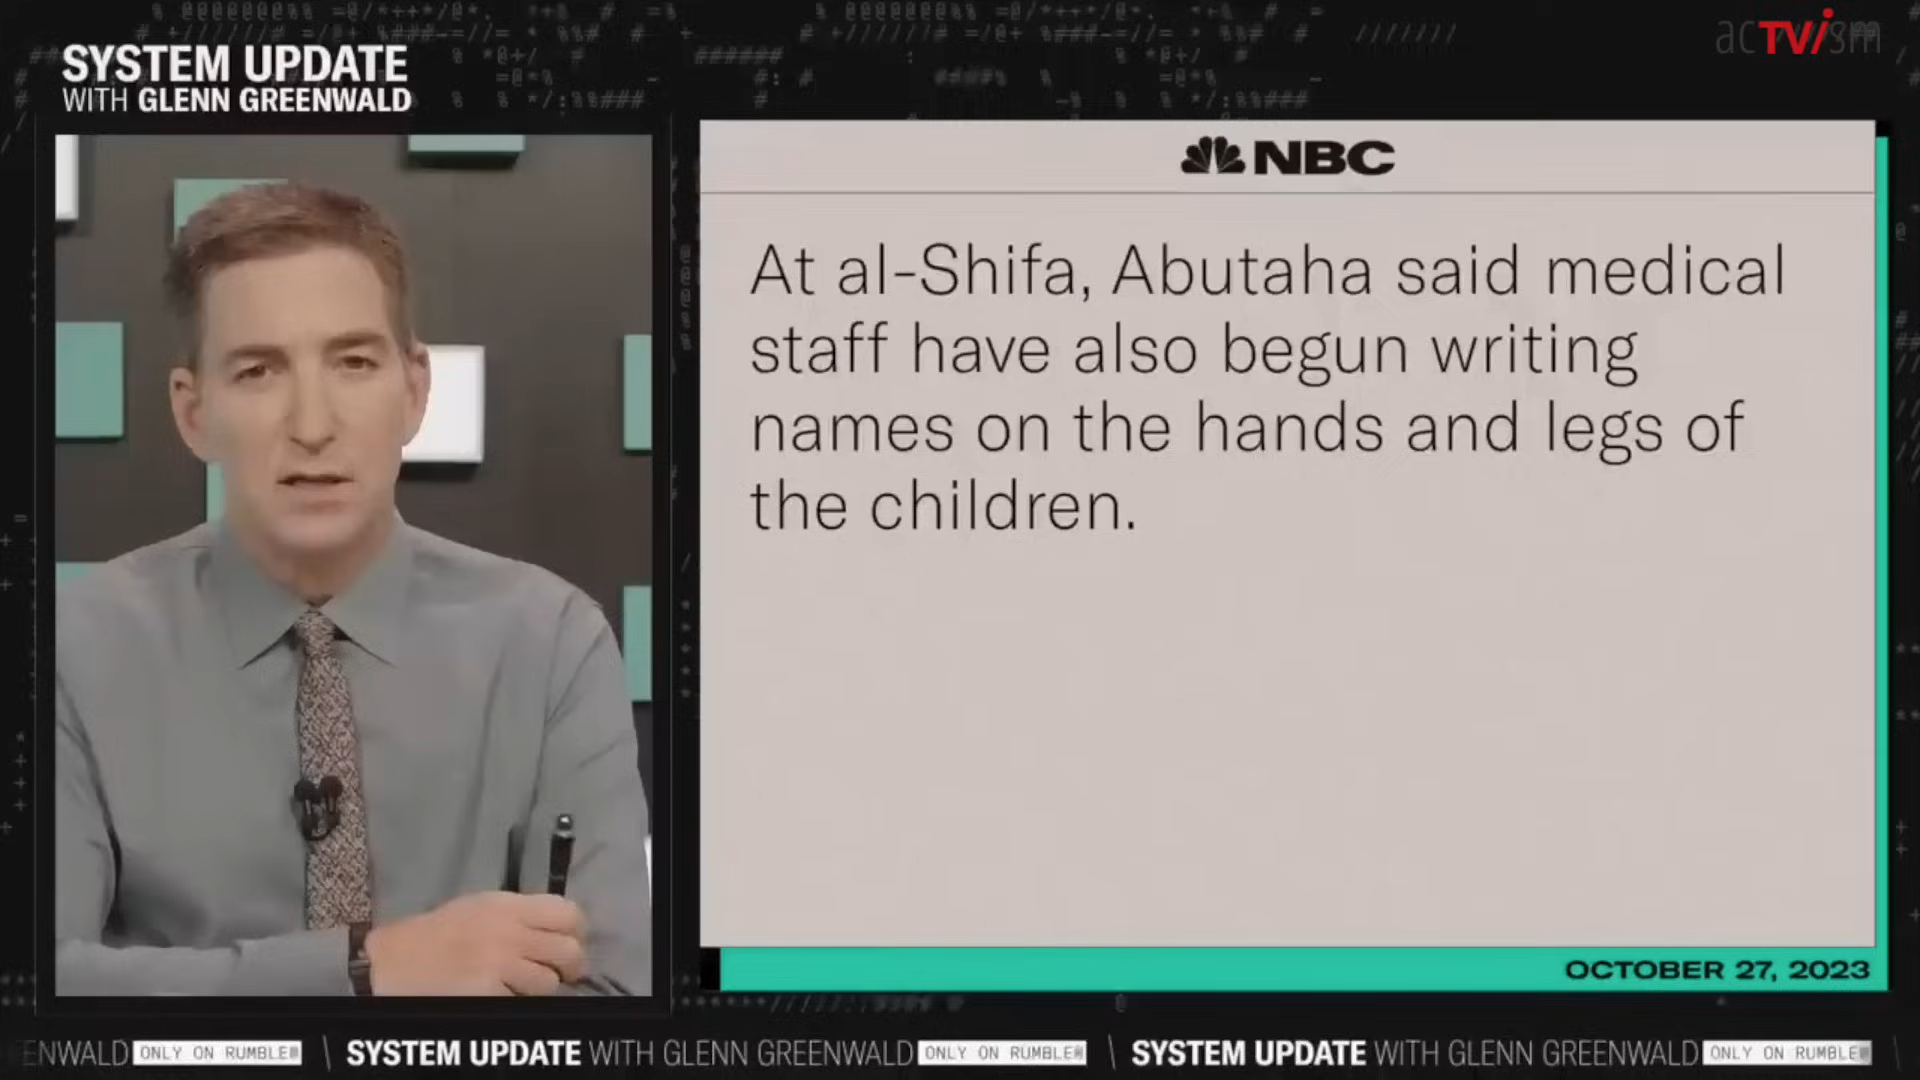 SYSTEM UPDATE
WITH GLENN GREENWALD
acTVism
NBC
At al-Shifa, Abutaha said medical
staff have also begun writing
names on the hands and legs of
the children.
OCTOBER 27, 2023
ENWALD ONLY ON RUMBLE \ SYSTEM UPDATE WITH GLENN GREENWALD ONLY ON RUMBLE \ SYSTEM UPDATE WITH GLENN GREENWALD ONLY ON RUMBLE